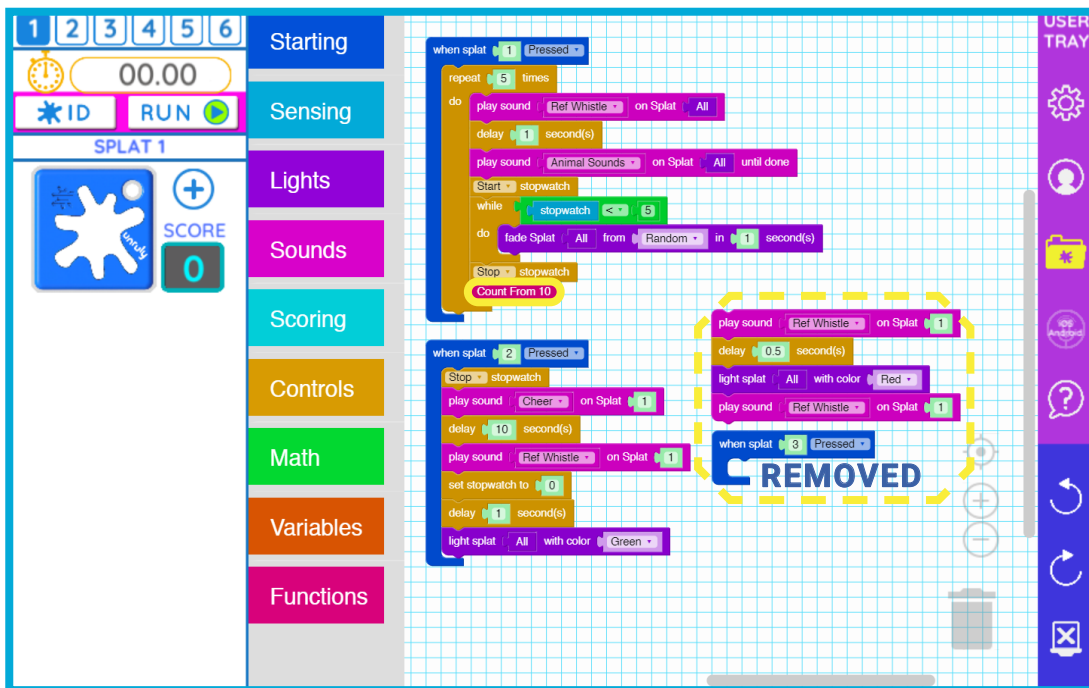 1 2 3 4 5 6
00.00
ID RUN
SPLAT 1
unruly
SCORE
0
Starting
Sensing
Lights
Sounds
Scoring
Controls
Math
Variables
Functions
when splat 1 Pressed
repeat 5 times
do play sound Ref Whistle on Splat All
delay 1 second(s)
play sound Animal Sounds on Splat All until done
Start stopwatch
while stopwatch < 5
do fade Splat All from Random in 1 second(s)
Stop stopwatch
Count From 10
when splat 2 Pressed
Stop stopwatch
play sound Cheer on Splat 1
delay 10 second(s)
play sound Ref Whistle on Splat 1
set stopwatch to 0
delay 1 second(s)
light splat All with color Green
play sound Ref Whistle on Splat 1
delay 0.5 second(s)
light splat All with color Red
play sound Ref Whistle on Splat 1
when splat 3 Pressed
REMOVED
USER
TRAY
iOS
Android